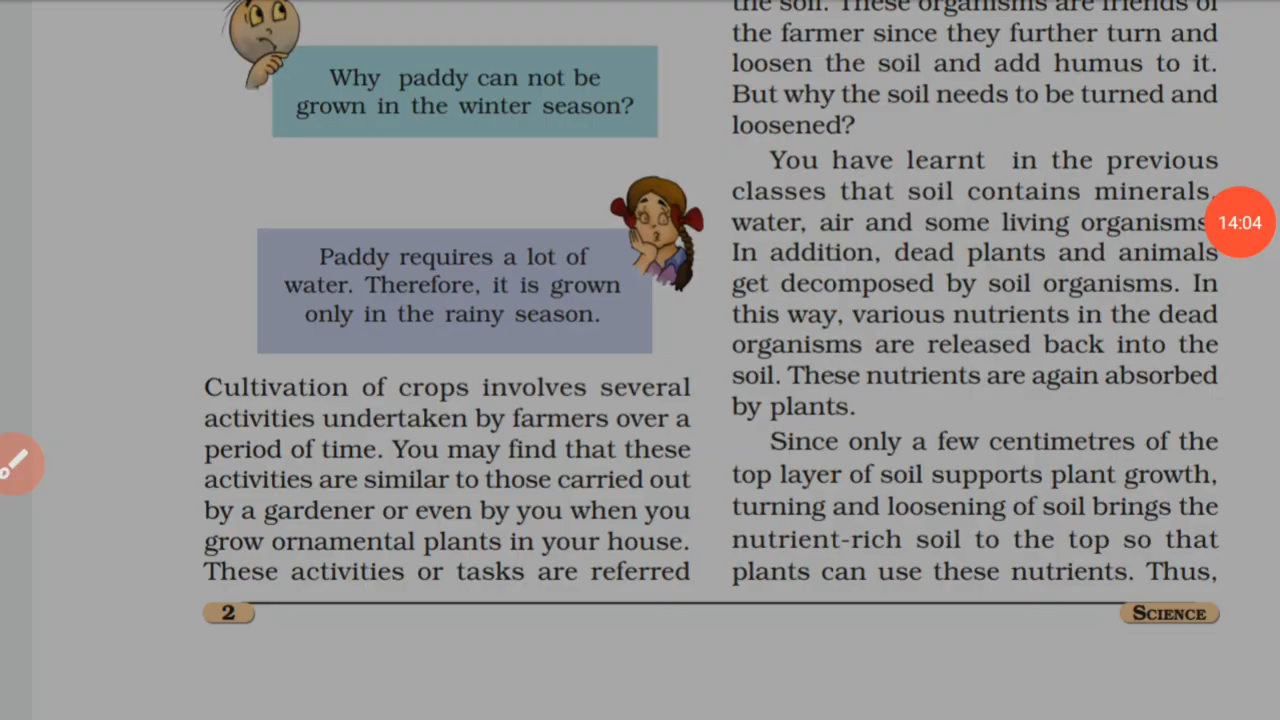 Why paddy can not be
grown in the winter season?
Paddy requires a lot of
water. Therefore, it is grown
only in the rainy season.
Cultivation of crops involves several
activities undertaken by farmers over a
period of time. You may find that these
activities are similar to those carried out
by a gardener or even by you when you
grow ornamental plants in your house.
These activities or tasks are referred
the soil. These organisms are friends of
the farmer since they further turn and
loosen the soil and add humus to it.
But why the soil needs to be turned and
loosened?
You have learnt in the previous
classes that soil contains minerals,
water, air and some living organisms.
In addition, dead plants and animals
get decomposed by soil organisms. In
this way, various nutrients in the dead
organisms are released back into the
soil. These nutrients are again absorbed
by plants.
Since only a few centimetres of the
top layer of soil supports plant growth,
turning and loosening of soil brings the
nutrient-rich soil to the top so that
plants can use these nutrients. Thus,
14:04
2
SCIENCE